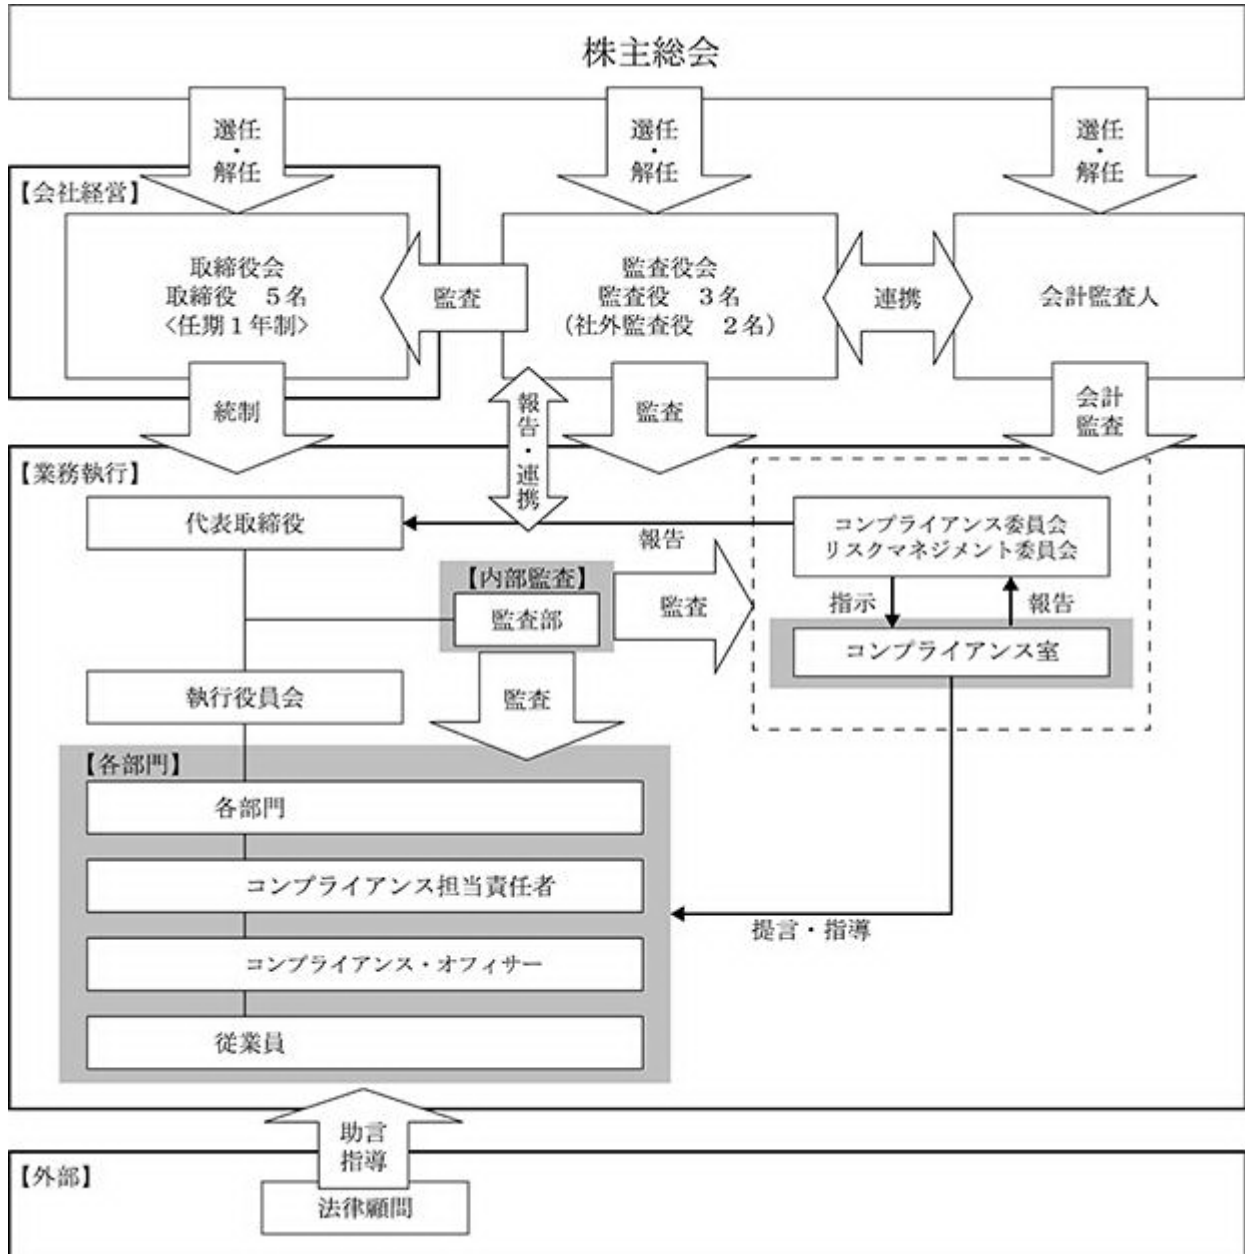 株主総会
選任・解任
選任・解任
選任・解任
【会社経営】
取締役会
取締役　５名
<任期１年制>
監査
監査役会
監査役　３名
(社外監査役　２名)
連携
会計監査人
統制
報告・連携
監査
会計
監査
【業務執行】
代表取締役
報告
コンプライアンス委員会
リスクマネジメント委員会
【内部監査】
監査部
監査
指示
報告
コンプライアンス室
執行役員会
監査
【各部門】
各部門
コンプライアンス担当責任者
提言・指導
コンプライアンス・オフィサー
従業員
助言
指導
【外部】
法律顧問